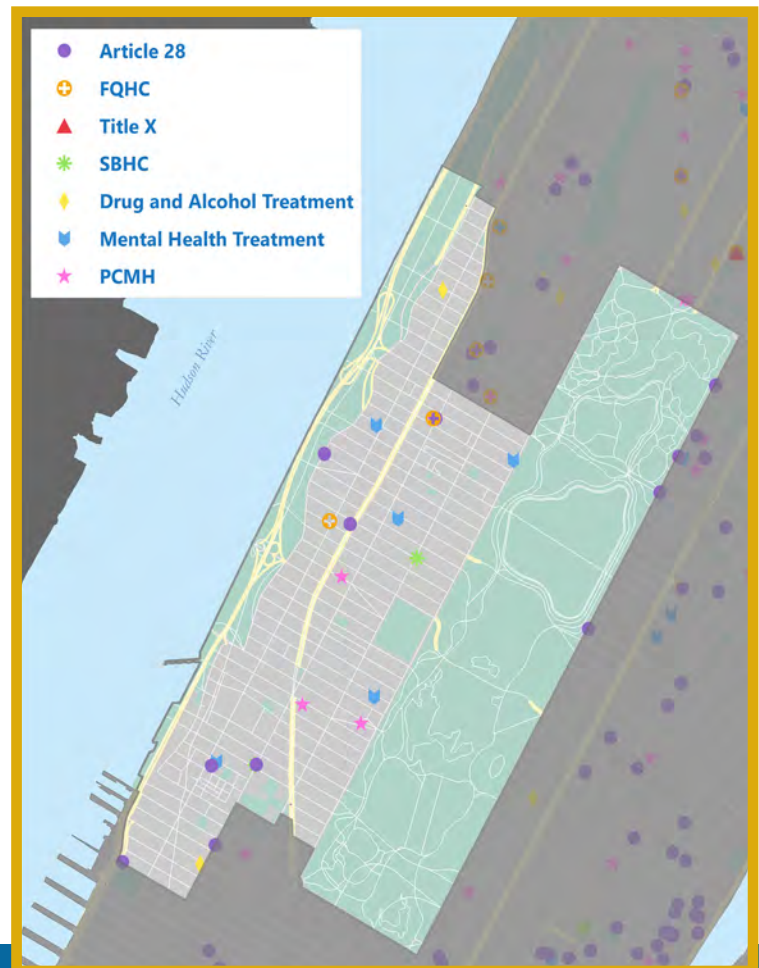 Article 28
FQHC
Title X
SBHC
Drug and Alcohol Treatment
Mental Health Treatment
PCMH
Hudson River